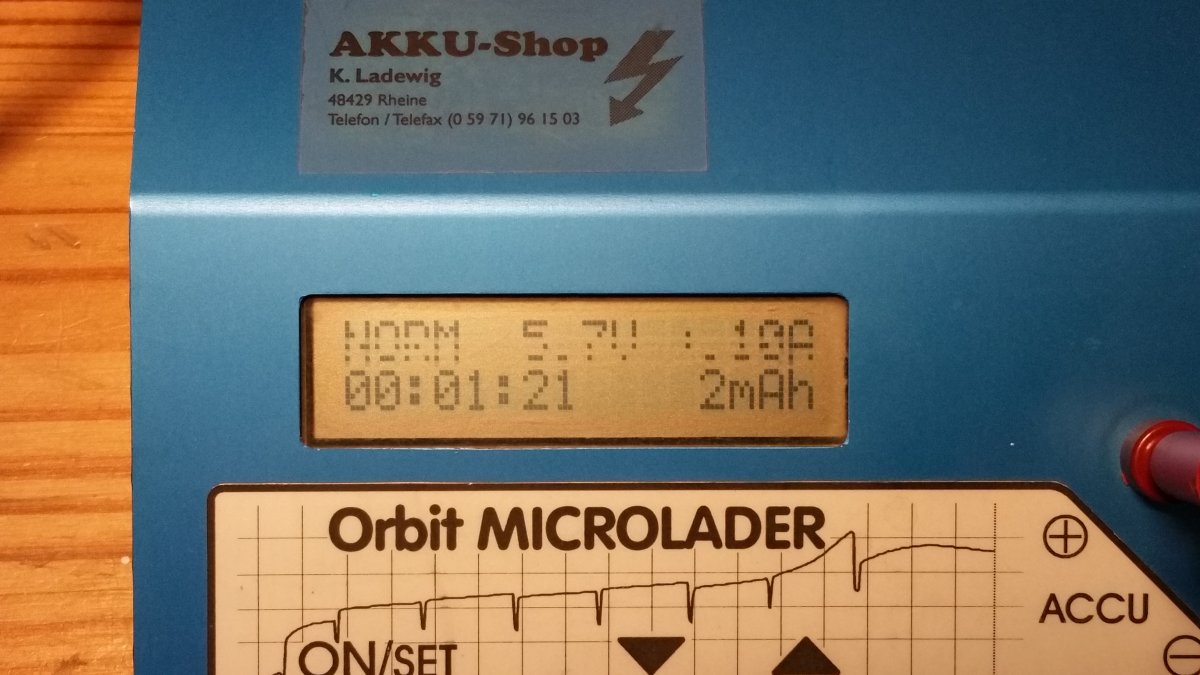 AKKU-Shop
K. Ladewig
48429 Rheine
Telefon / Telefax (0 59 71) 96 15 03
NORM 5.7V :.10A
00:01:21 2mAh
Orbit MICROLADER
ACCU
ON/SET